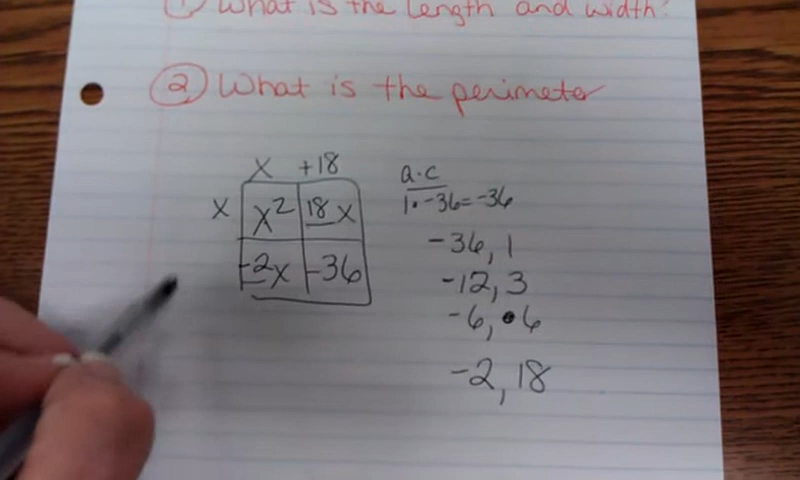 1) What is the length and width?
2 What is the perimeter
x +18
x x² 18x
-2x -36
a·c
1·-36=-36
-36, 1
-12, 3
-6, 6
-2, 18